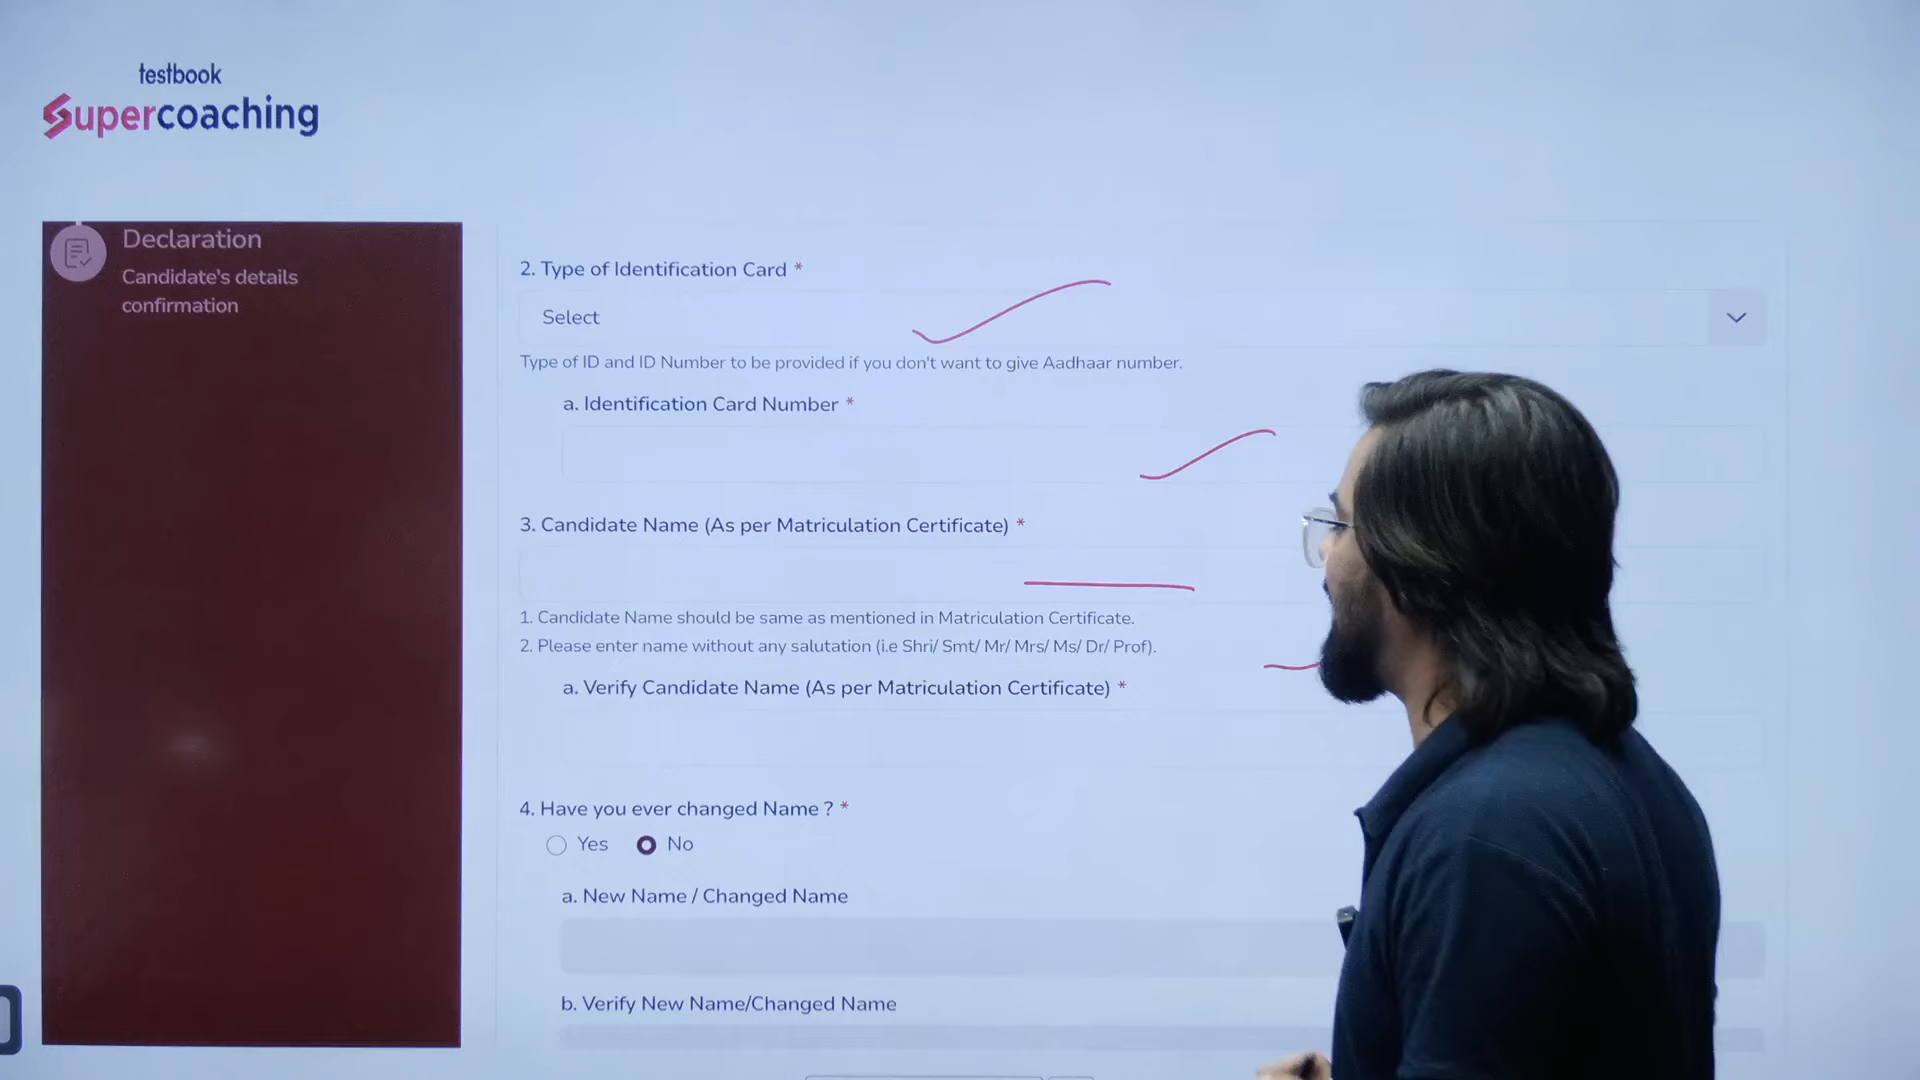 testbook
Supercoaching
Declaration
Candidate's details
confirmation
2. Type of Identification Card *
Select
Type of ID and ID Number to be provided if you don't want to give Aadhaar number.
a. Identification Card Number *
3. Candidate Name (As per Matriculation Certificate) *
1. Candidate Name should be same as mentioned in Matriculation Certificate.
2. Please enter name without any salutation (i.e Shri/ Smt/ Mr/ Mrs/ Ms/ Dr/ Prof).
a. Verify Candidate Name (As per Matriculation Certificate) *
4. Have you ever changed Name ? *
Yes No
a. New Name / Changed Name
b. Verify New Name/Changed Name